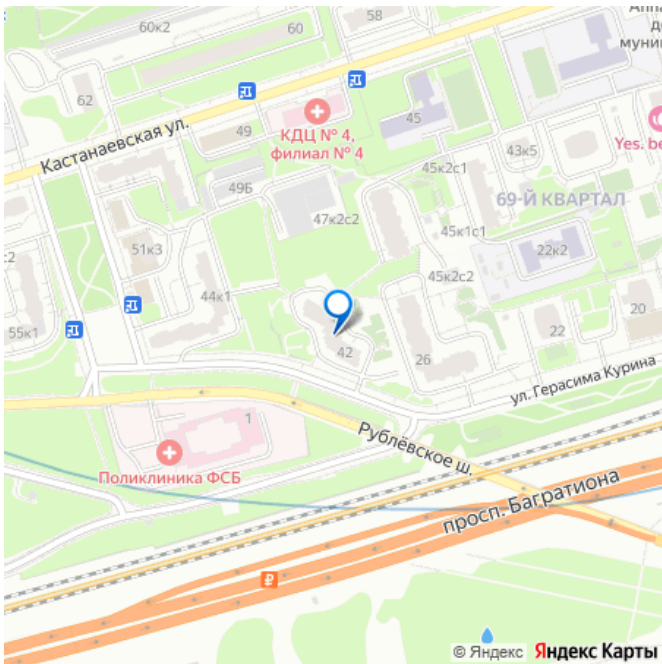 58
60к2
60
62
Кастанаевская ул.
49
КДЦ № 4,
филиал № 4
45
49Б
45к2с1
43к5
Yes. be
47к2с2
69-Й КВАРТАЛ
51к3
45к1с1
22к2
44к1
45к2с2
55к1
42
26
22
20
ул. Герасима Курина
1
Поликлиника ФСБ
Рублёвское ш.
просп. Багратиона
₽
© Яндекс Яндекс Карты